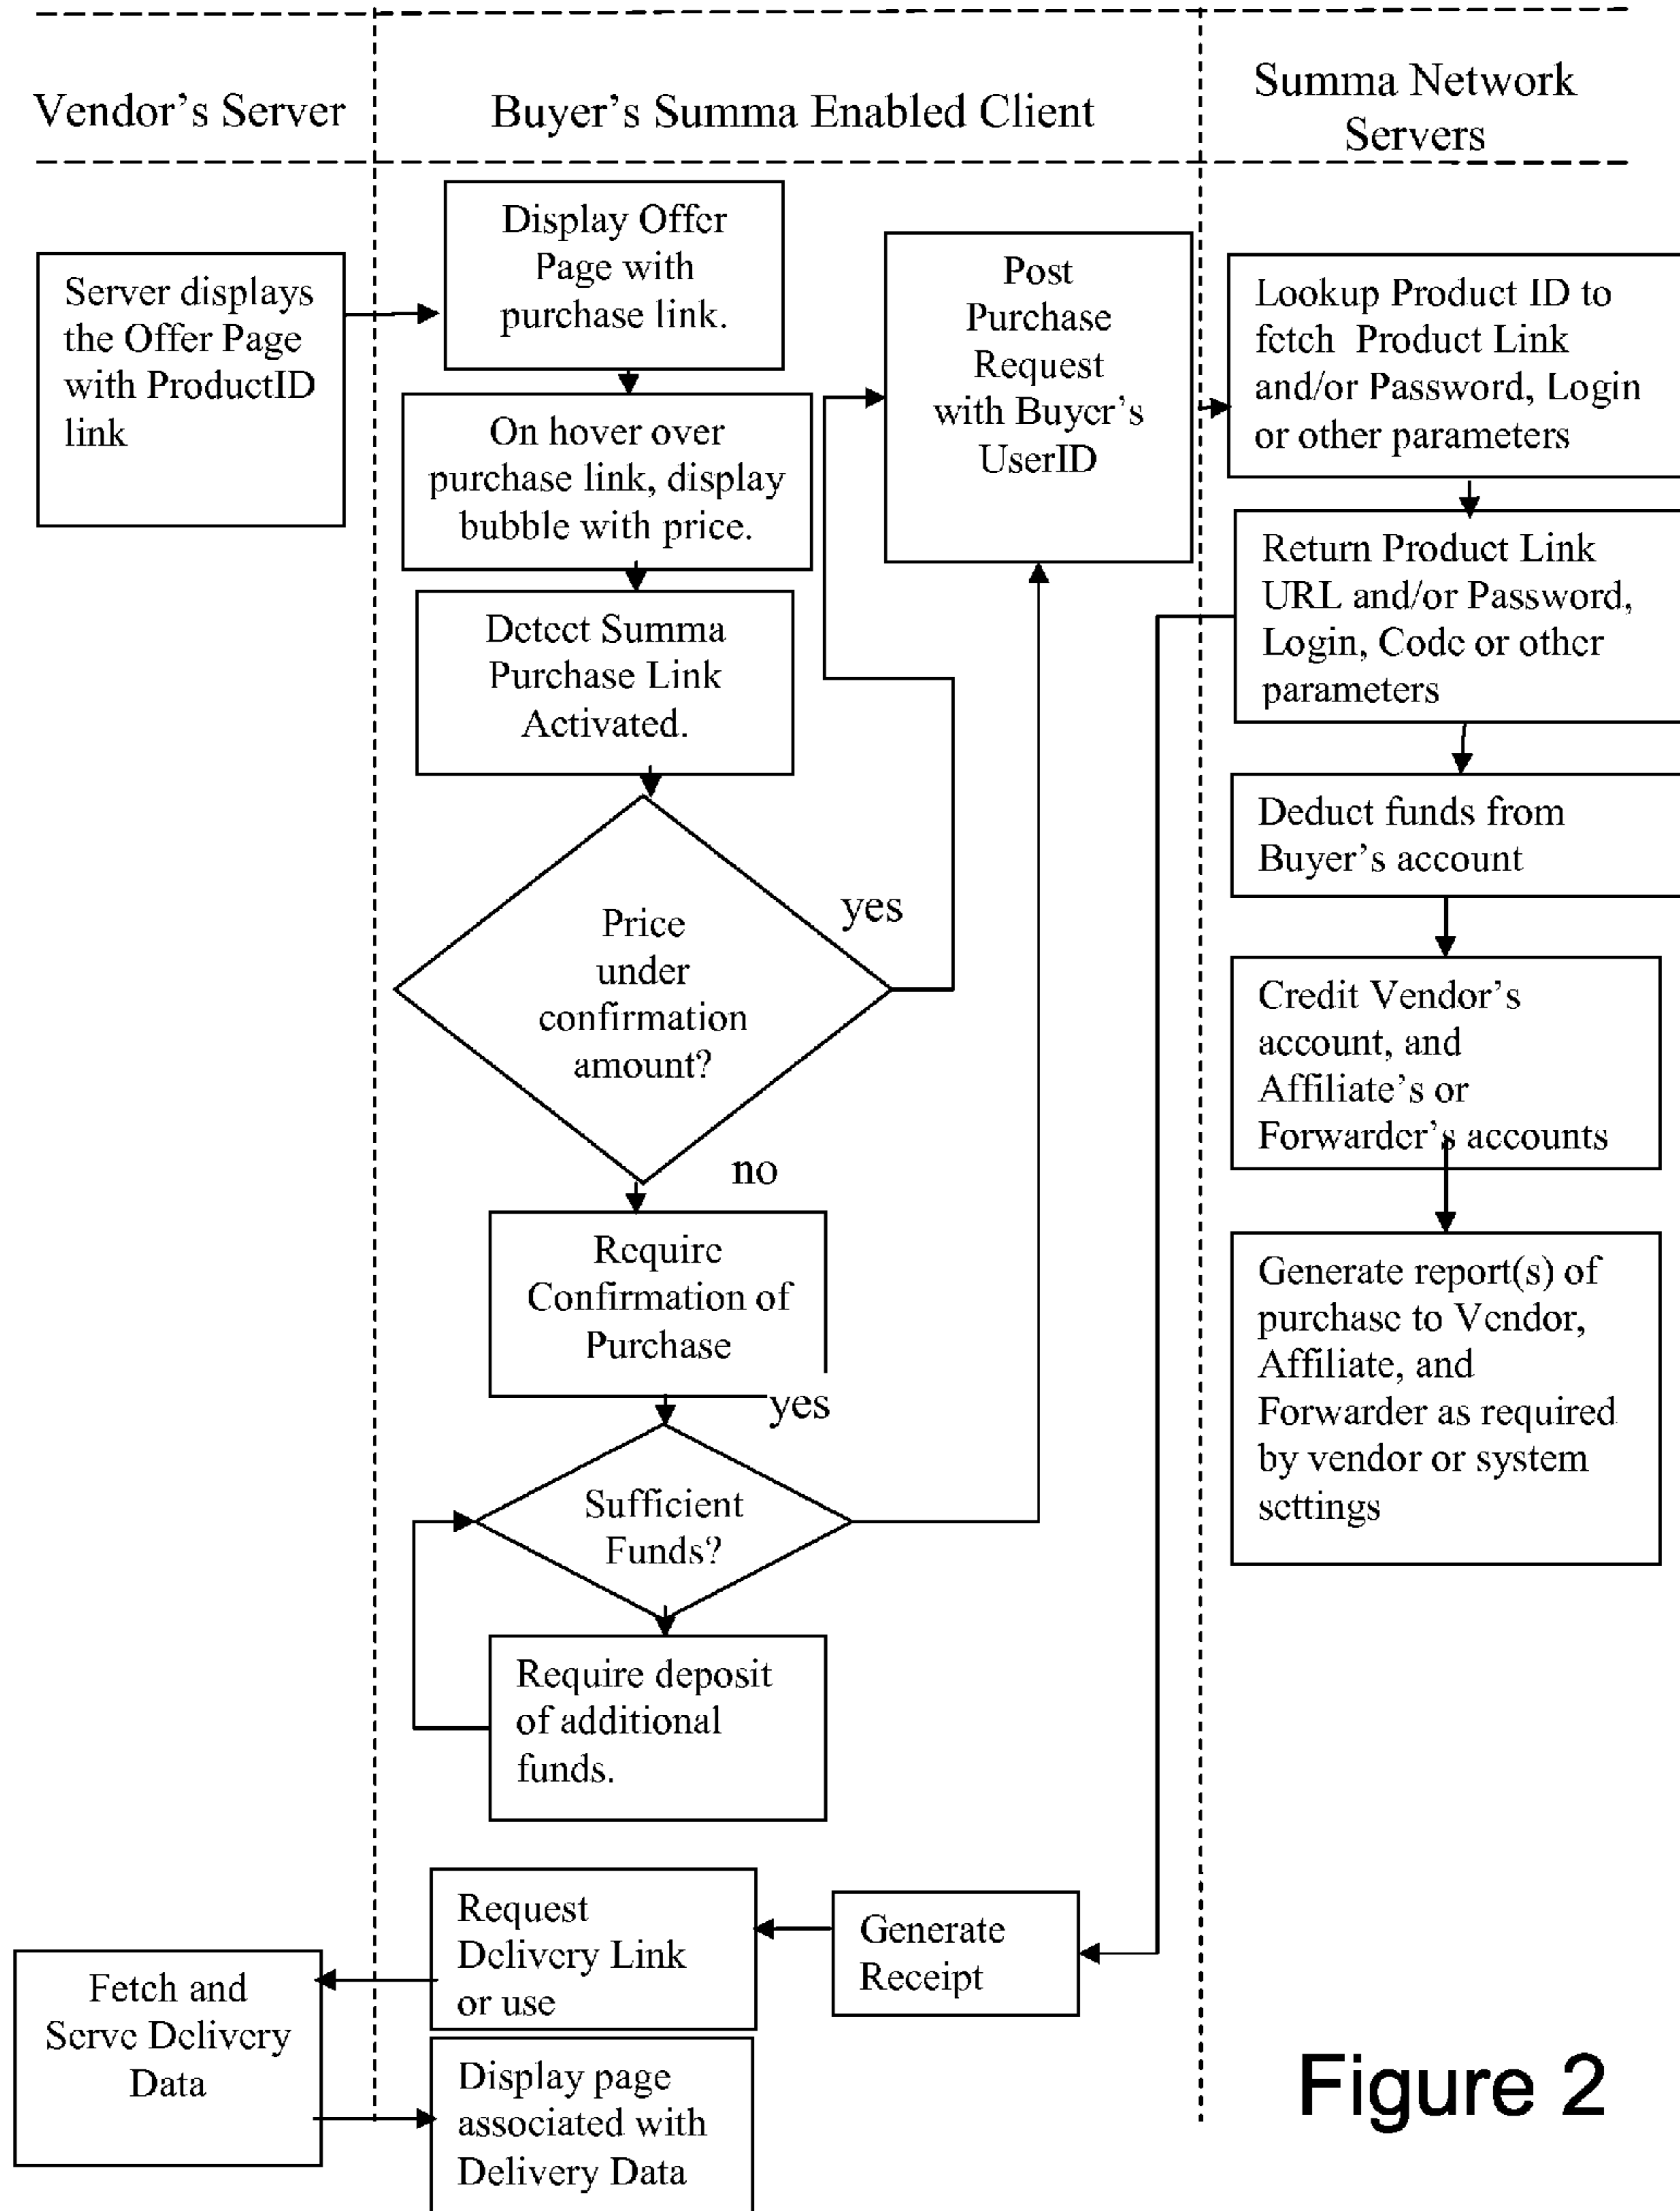 Vendor's Server
Buyer's Summa Enabled Client
Summa Network
Servers
Server displays
the Offer Page
with ProductID
link
Display Offer
Page with
purchase link.
On hover over
purchase link, display
bubble with price.
Detect Summa
Purchase Link
Activated.
Price
under
confirmation
amount?
yes
no
Require
Confirmation of
Purchase
yes
Sufficient
Funds?
Require deposit
of additional
funds.
Post
Purchase
Request
with Buyer's
UserID
Lookup Product ID to
fetch Product Link
and/or Password, Login
or other parameters
Return Product Link
URL and/or Password,
Login, Code or other
parameters
Deduct funds from
Buyer's account
Credit Vendor's
account, and
Affiliate's or
Forwarder's accounts
Generate report(s) of
purchase to Vendor,
Affiliate, and
Forwarder as required
by vendor or system
settings
Generate
Receipt
Request
Delivery Link
or use
Fetch and
Serve Delivery
Data
Display page
associated with
Delivery Data
Figure 2